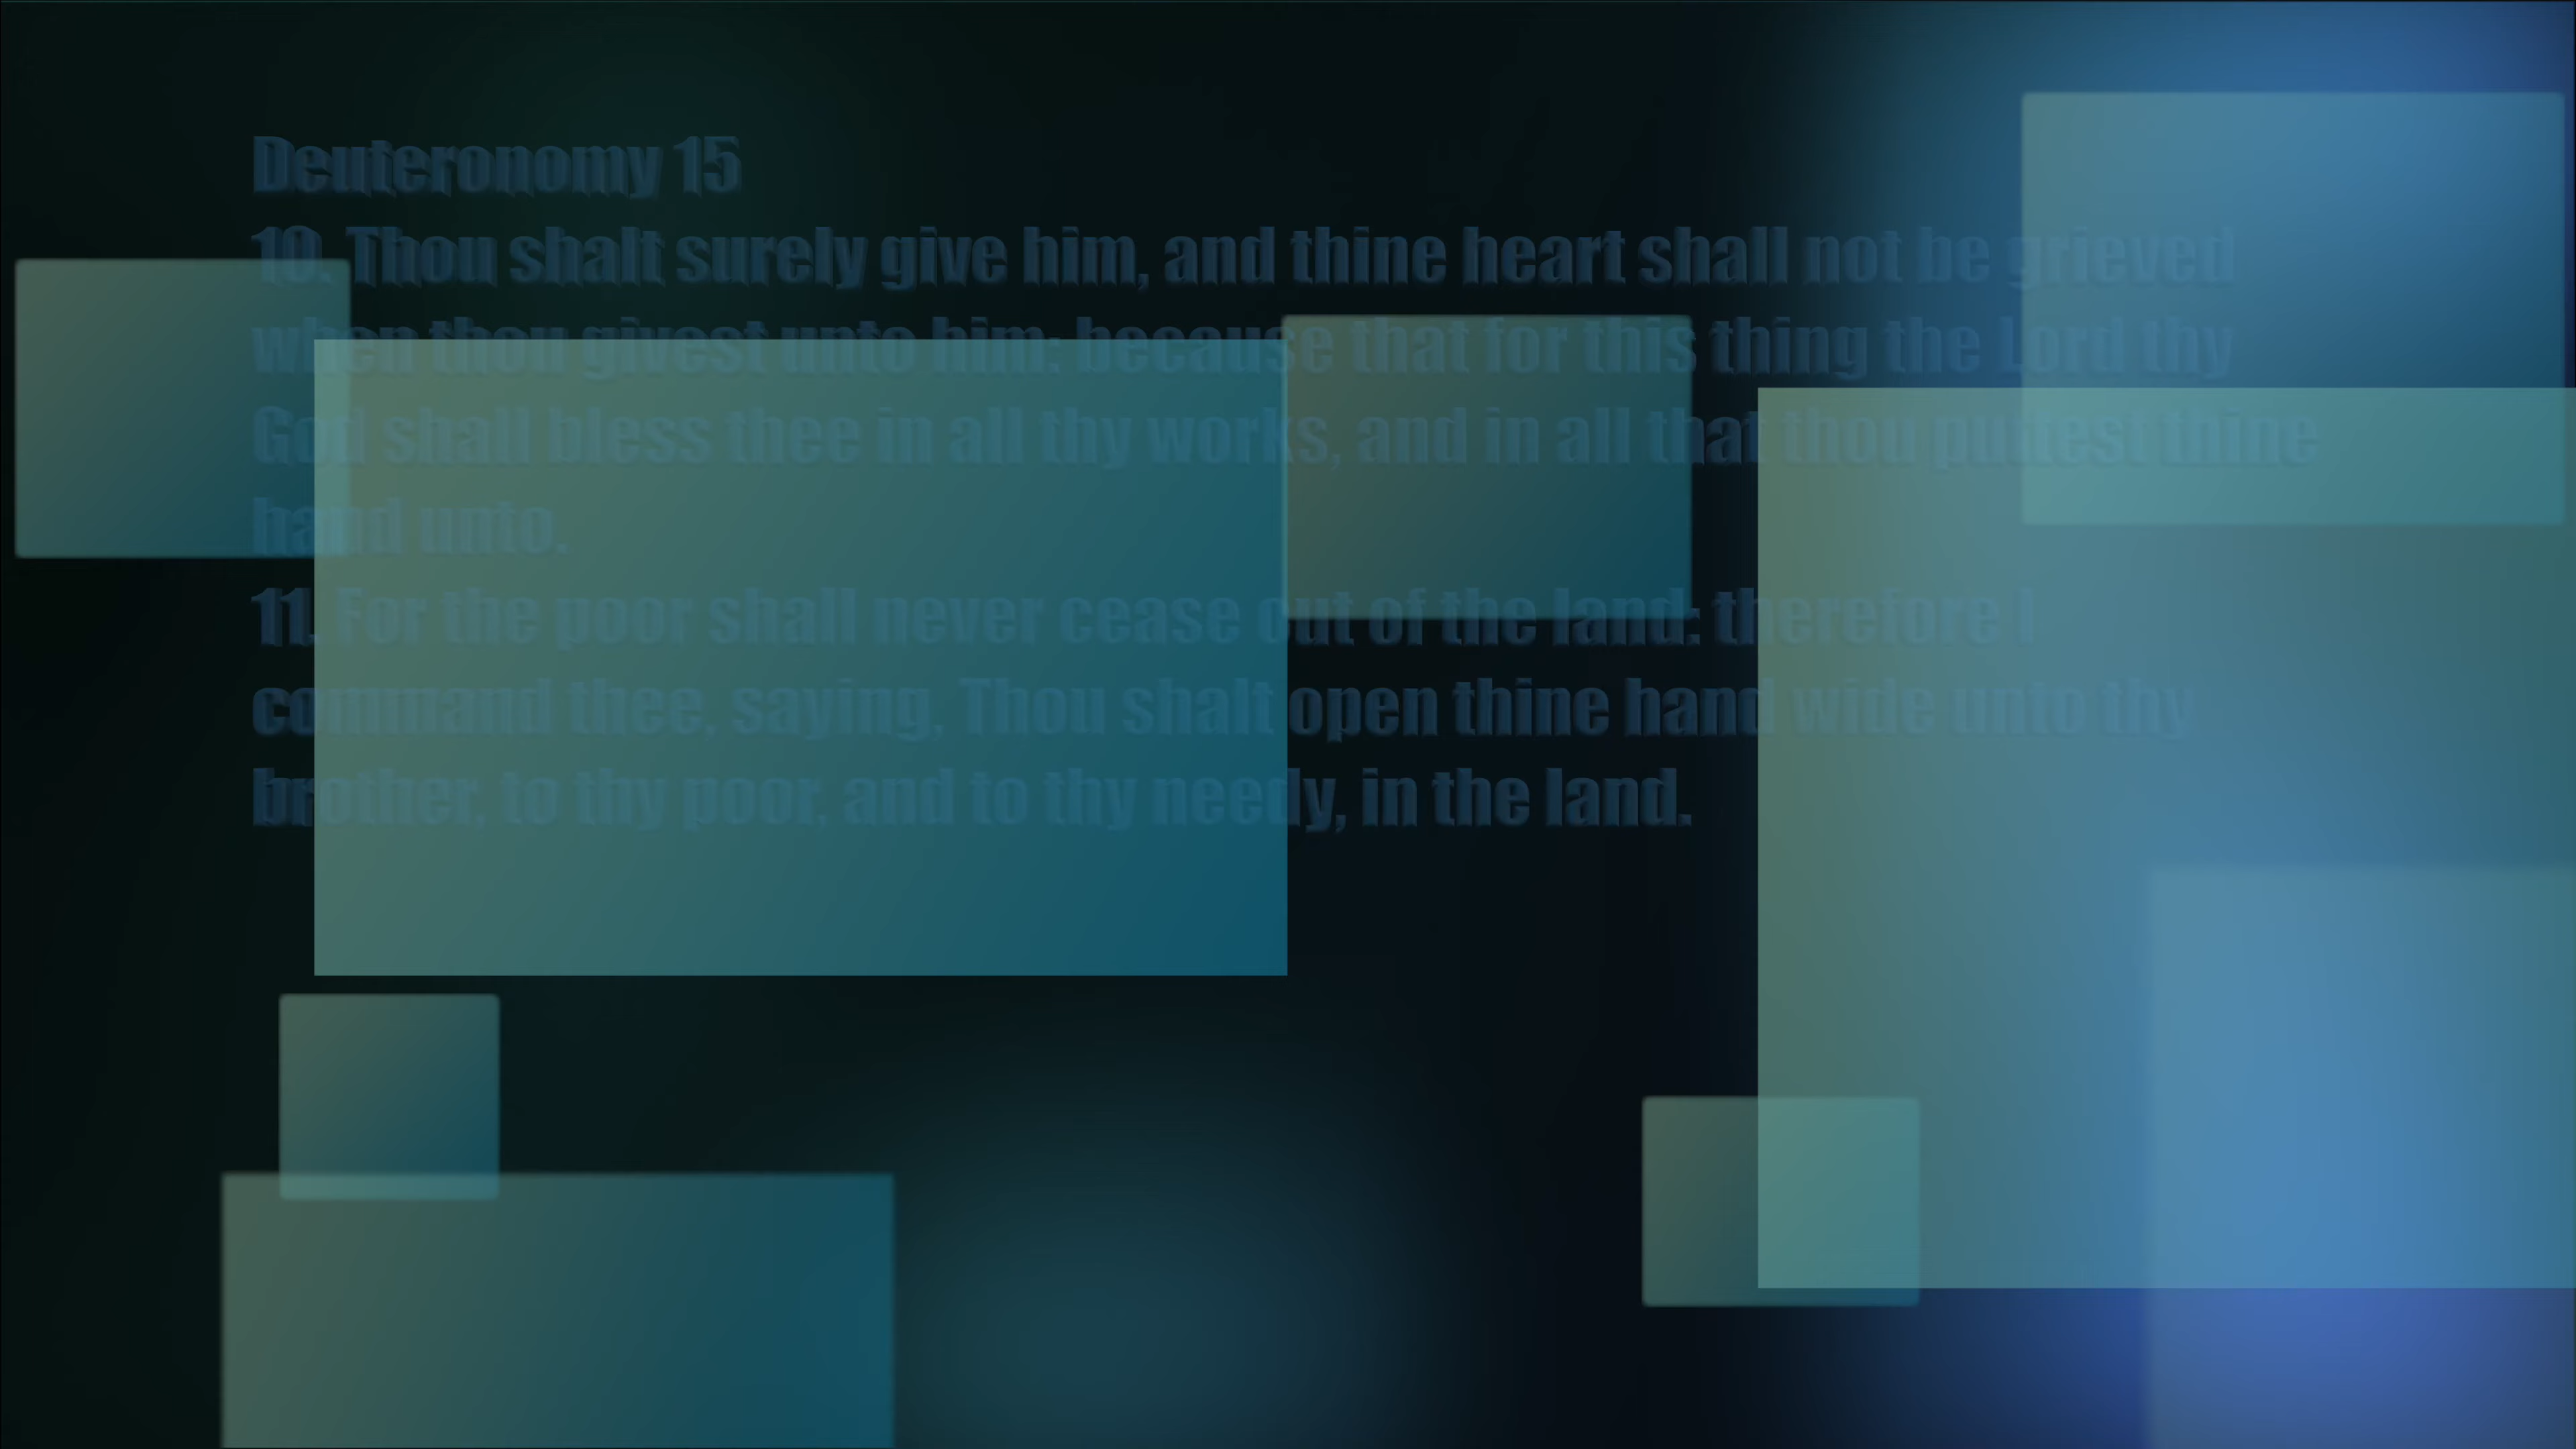 Deuteronomy 15
10. Thou shalt surely give him, and thine heart shall not be grieved
when thou givest unto him: because that for this thing the Lord thy
God shall bless thee in all thy works, and in all that thou puttest thine
hand unto.
11. For the poor shall never cease out of the land: therefore I
command thee, saying, Thou shalt open thine hand wide unto thy
brother, to thy poor, and to thy needy, in the land.